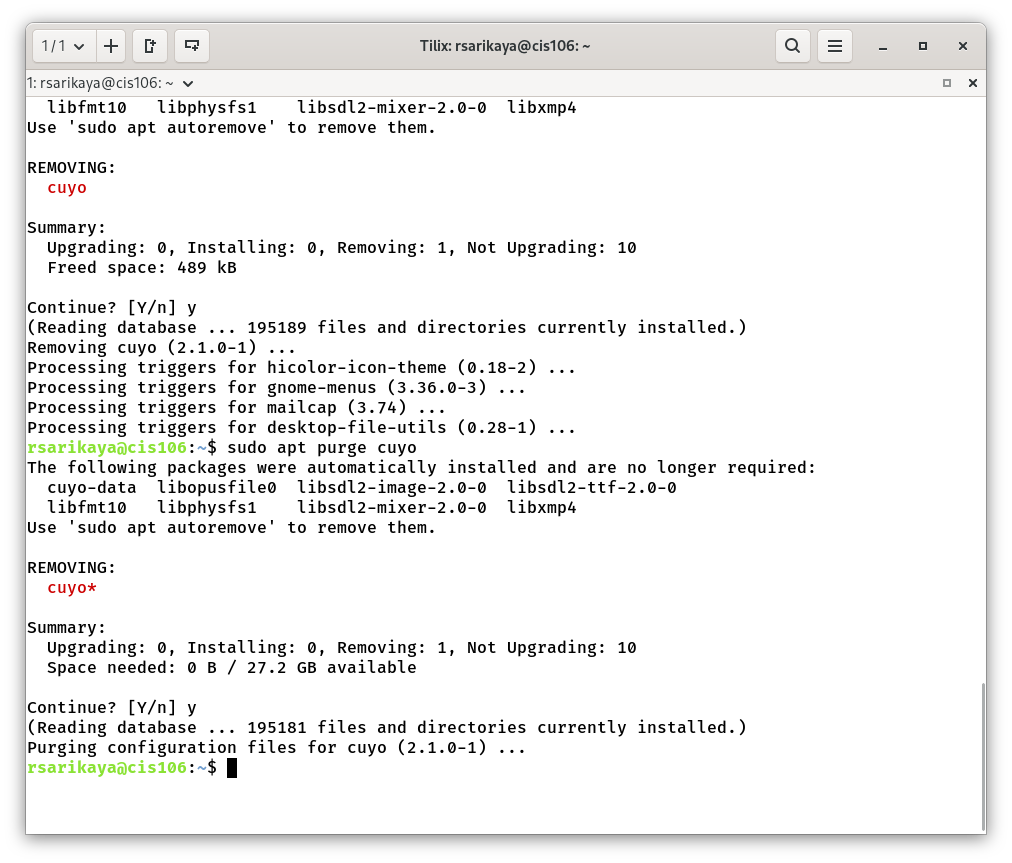 1 / 1
Tilix: rsarikaya@cis106: ~
1: rsarikaya@cis106: ~
  libfmt10   libphysfs1    libsdl2-mixer-2.0-0  libxmp4
Use 'sudo apt autoremove' to remove them.

REMOVING:
  cuyo

Summary:
  Upgrading: 0, Installing: 0, Removing: 1, Not Upgrading: 10
  Freed space: 489 kB

Continue? [Y/n] y
(Reading database ... 195189 files and directories currently installed.)
Removing cuyo (2.1.0-1) ...
Processing triggers for hicolor-icon-theme (0.18-2) ...
Processing triggers for gnome-menus (3.36.0-3) ...
Processing triggers for mailcap (3.74) ...
Processing triggers for desktop-file-utils (0.28-1) ...
rsarikaya@cis106:~$ sudo apt purge cuyo
The following packages were automatically installed and are no longer required:
  cuyo-data  libopusfile0  libsdl2-image-2.0-0  libsdl2-ttf-2.0-0
  libfmt10   libphysfs1    libsdl2-mixer-2.0-0  libxmp4
Use 'sudo apt autoremove' to remove them.

REMOVING:
  cuyo*

Summary:
  Upgrading: 0, Installing: 0, Removing: 1, Not Upgrading: 10
  Space needed: 0 B / 27.2 GB available

Continue? [Y/n] y
(Reading database ... 195181 files and directories currently installed.)
Purging configuration files for cuyo (2.1.0-1) ...
rsarikaya@cis106:~$